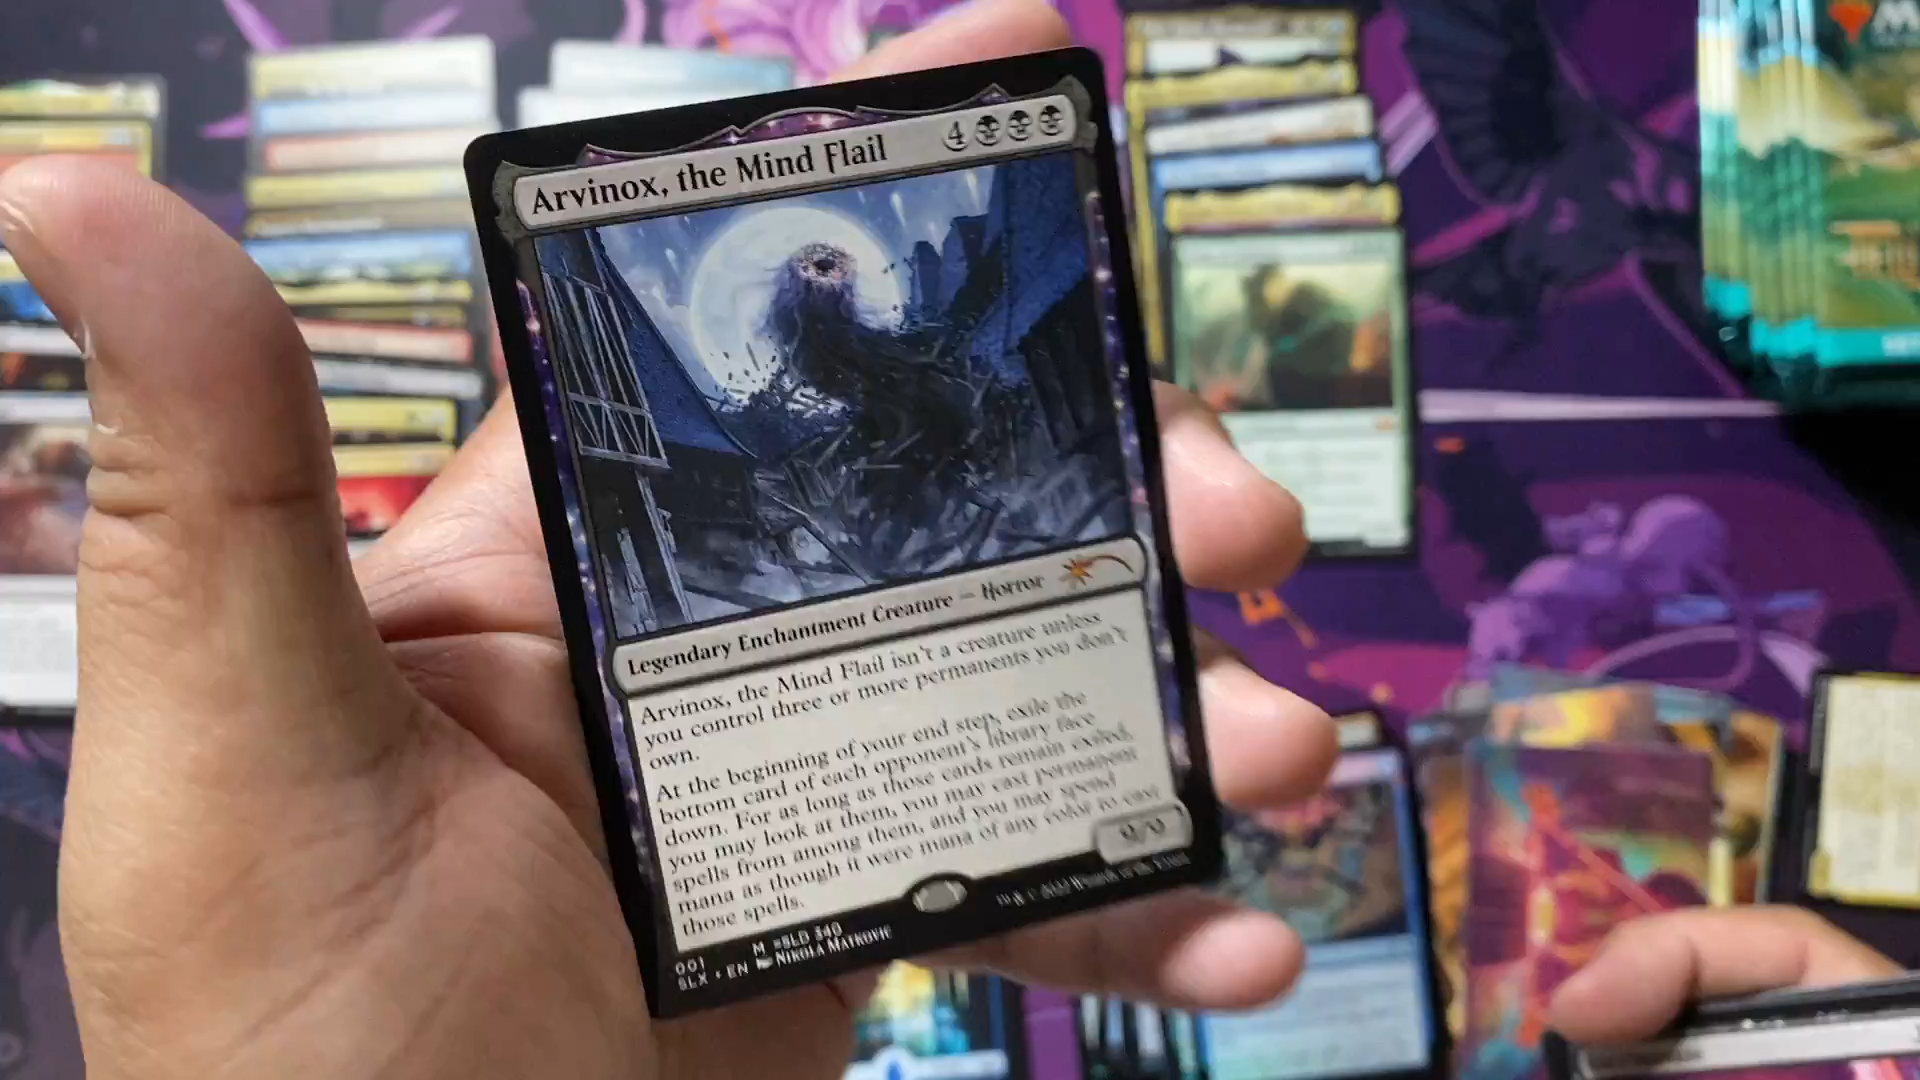 Arvinox, the Mind Flail 4
Legendary Enchantment Creature — Horror
Arvinox, the Mind Flail isn't a creature unless
you control three or more permanents you don't
own.
At the beginning of your end step, exile the
bottom card of each opponent's library face
down. For as long as those cards remain exiled,
you may look at them, you may cast permanent
spells from among them, and you may spend
mana as though it were mana of any color to cast
those spells.
9/9
001 M ≡SLD 340
SLX • EN NIKOLA MATKOVIC